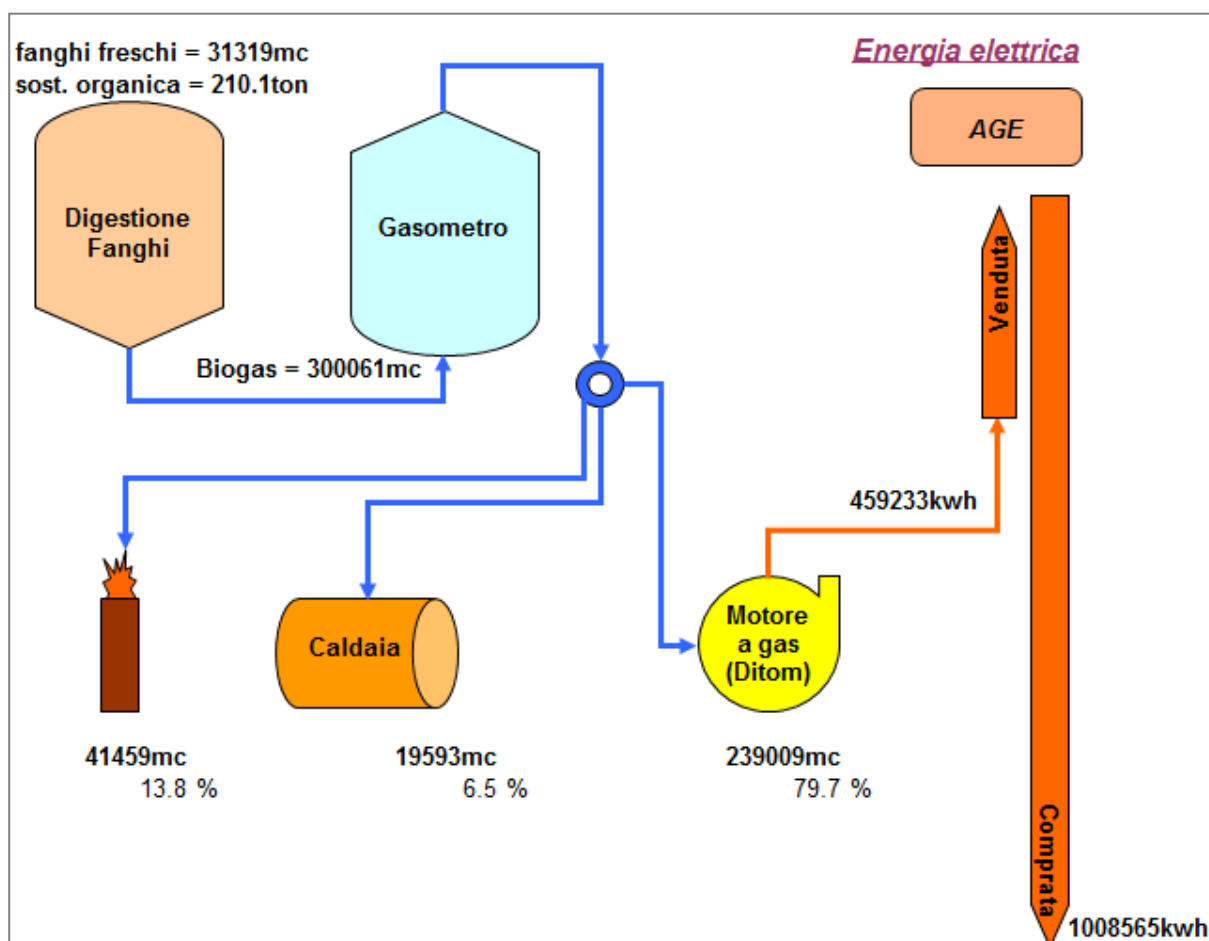 fanghi freschi = 31319mc
sost. organica = 210.1ton
Energia elettrica
AGE
Digestione
Fanghi
Gasometro
Venduta
Biogas = 300061mc
459233kwh
Motore
a gas
(Ditom)
Caldaia
41459mc
13.8 %
19593mc
6.5 %
239009mc
79.7 %
Comprata
1008565kwh